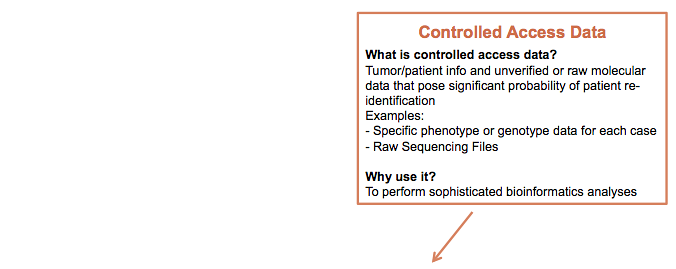 Controlled Access Data
What is controlled access data?
Tumor/patient info and unverified or raw molecular
data that pose significant probability of patient re-
identification
Examples:
- Specific phenotype or genotype data for each case
- Raw Sequencing Files
Why use it?
To perform sophisticated bioinformatics analyses